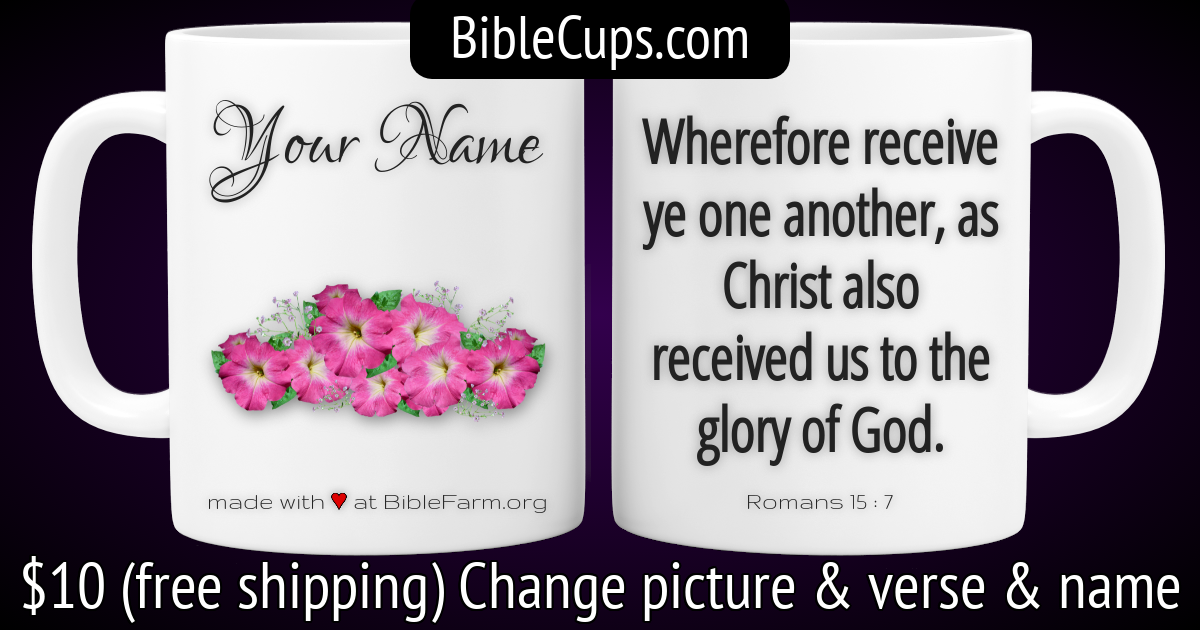 BibleCups.com
Your Name
made with ♥ at BibleFarm.org
Wherefore receive
ye one another, as
Christ also
received us to the
glory of God.
Romans 15 : 7
$10 (free shipping) Change picture & verse & name